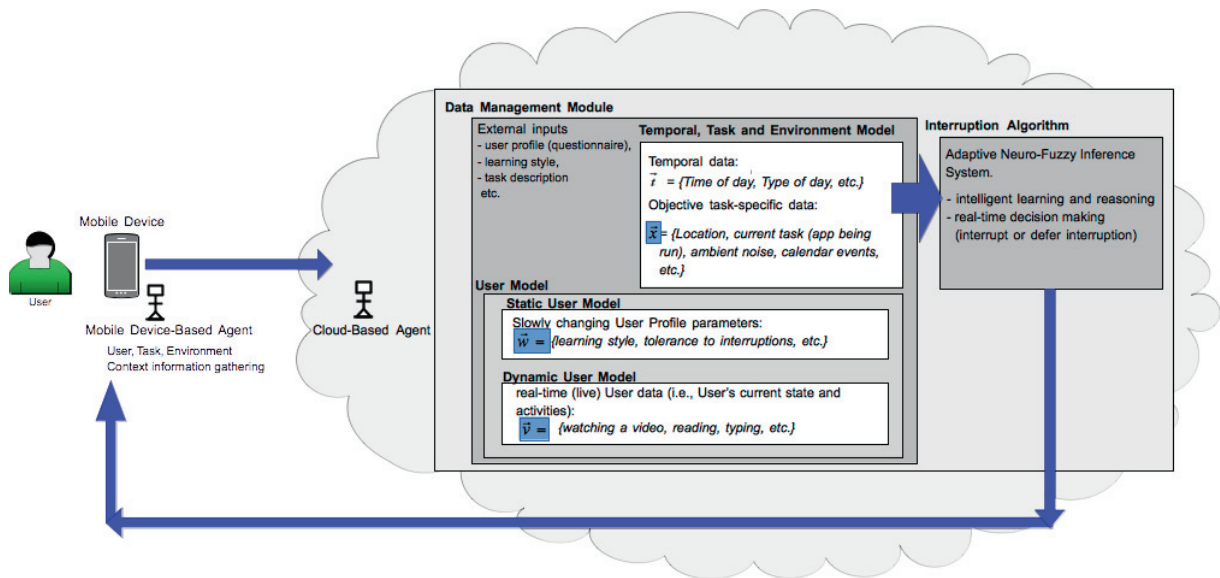 User
Mobile Device
Mobile Device-Based Agent
User, Task, Environment
Context information gathering
Cloud-Based Agent
Data Management Module
External inputs
- user profile (questionnaire),
- learning style,
- task description
etc.
Temporal, Task and Environment Model
Temporal data:
t⃗ = {Time of day, Type of day, etc.}
Objective task-specific data:
x⃗ = {Location, current task (app being
run), ambient noise, calendar events,
etc.}
User Model
Static User Model
Slowly changing User Profile parameters:
w⃗ = {learning style, tolerance to interruptions, etc.}
Dynamic User Model
real-time (live) User data (i.e., User's current state and
activities):
v⃗ = {watching a video, reading, typing, etc.}
Interruption Algorithm
Adaptive Neuro-Fuzzy Inference
System.
- intelligent learning and reasoning
- real-time decision making
(interrupt or defer interruption)